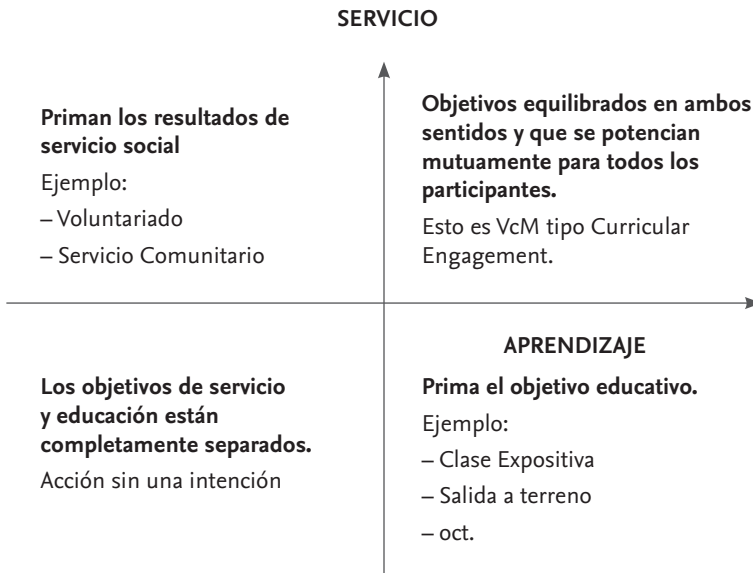 SERVICIO
Priman los resultados de
servicio social
Ejemplo:
– Voluntariado
– Servicio Comunitario
Objetivos equilibrados en ambos
sentidos y que se potencian
mutuamente para todos los
participantes.
Esto es VcM tipo Curricular
Engagement.
APRENDIZAJE
Los objetivos de servicio
y educación están
completamente separados.
Acción sin una intención
Prima el objetivo educativo.
Ejemplo:
– Clase Expositiva
– Salida a terreno
– oct.